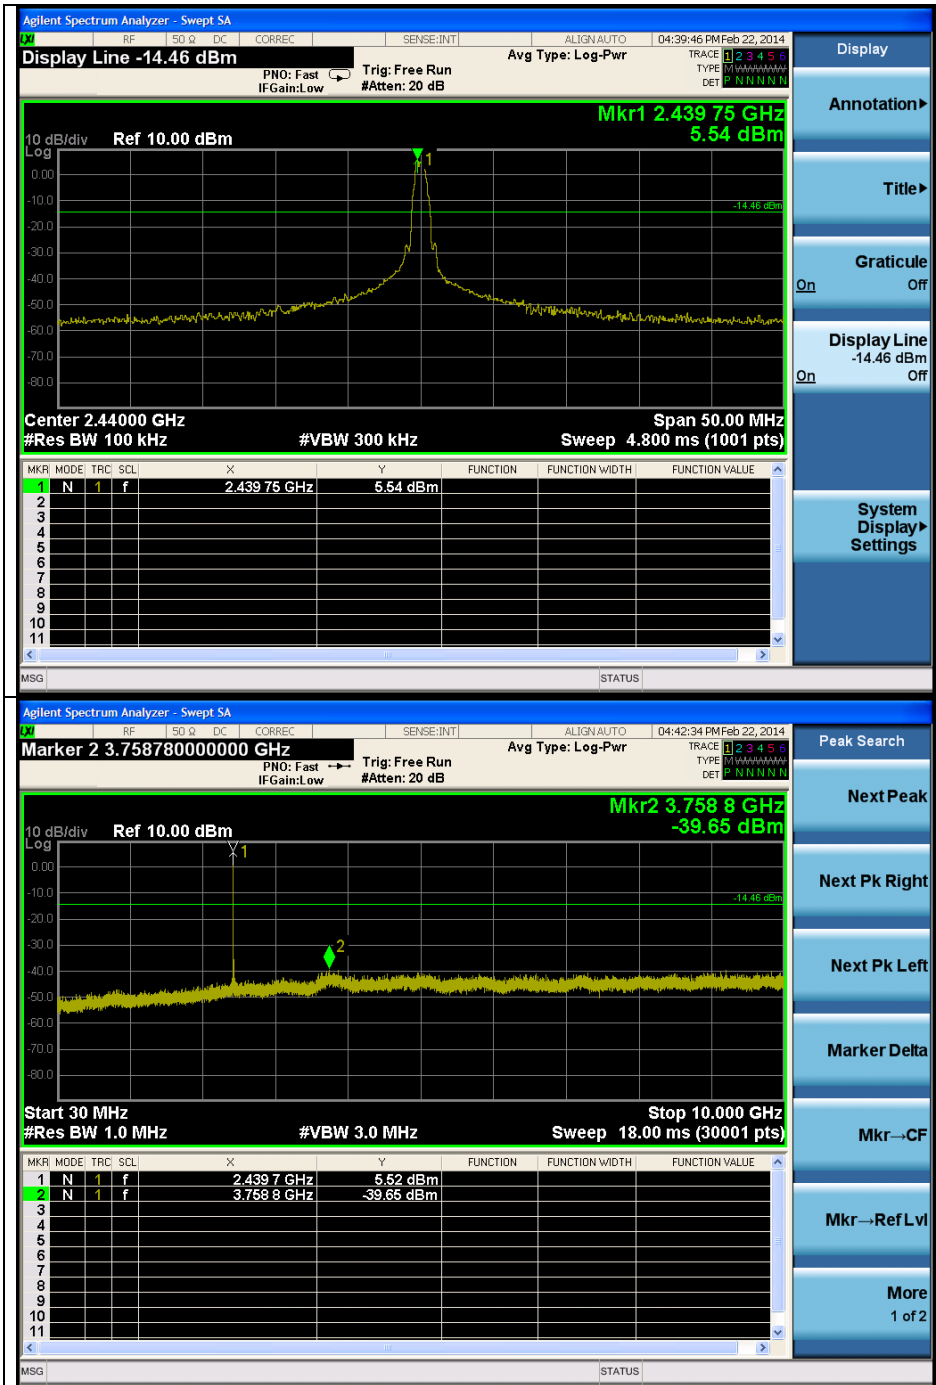 Agilent Spectrum Analyzer - Swept SA
LXI RF 50 Ω DC CORREC SENSE:INT ALIGN AUTO 04:39:46 PM Feb 22, 2014
Display Line -14.46 dBm
PNO: Fast
IFGain:Low
Trig: Free Run
#Atten: 20 dB
Avg Type: Log-Pwr
TRACE 1 2 3 4 5 6
TYPE M W W W W W
DET P N N N N N
Mkr1 2.439 75 GHz
5.54 dBm
10 dB/div Ref 10.00 dBm
Log
1
0.00
-10.0
-14.46 dBm
-20.0
-30.0
-40.0
-50.0
-60.0
-70.0
-80.0
Center 2.44000 GHz Span 50.00 MHz
#Res BW 100 kHz #VBW 300 kHz Sweep 4.800 ms (1001 pts)
MKR MODE TRC SCL X Y FUNCTION FUNCTION WIDTH FUNCTION VALUE
1 N 1 f 2.439 75 GHz 5.54 dBm
2
3
4
5
6
7
8
9
10
11
MSG STATUS
Display
Annotation
Title
Graticule
On Off
Display Line
-14.46 dBm
On Off
System
Display
Settings
Agilent Spectrum Analyzer - Swept SA
LXI RF 50 Ω DC CORREC SENSE:INT ALIGN AUTO 04:42:34 PM Feb 22, 2014
Marker 2 3.758780000000 GHz
PNO: Fast
IFGain:Low
Trig: Free Run
#Atten: 20 dB
Avg Type: Log-Pwr
TRACE 1 2 3 4 5 6
TYPE M W W W W W
DET P N N N N N
Mkr2 3.758 8 GHz
-39.65 dBm
10 dB/div Ref 10.00 dBm
Log
1
0.00
-10.0
-14.46 dBm
-20.0
-30.0
2
-40.0
-50.0
-60.0
-70.0
-80.0
Start 30 MHz Stop 10.000 GHz
#Res BW 1.0 MHz #VBW 3.0 MHz Sweep 18.00 ms (30001 pts)
MKR MODE TRC SCL X Y FUNCTION FUNCTION WIDTH FUNCTION VALUE
1 N 1 f 2.439 7 GHz 5.52 dBm
2 N 1 f 3.758 8 GHz -39.65 dBm
3
4
5
6
7
8
9
10
11
MSG STATUS
Peak Search
Next Peak
Next Pk Right
Next Pk Left
Marker Delta
Mkr→CF
Mkr→Ref Lvl
More
1 of 2